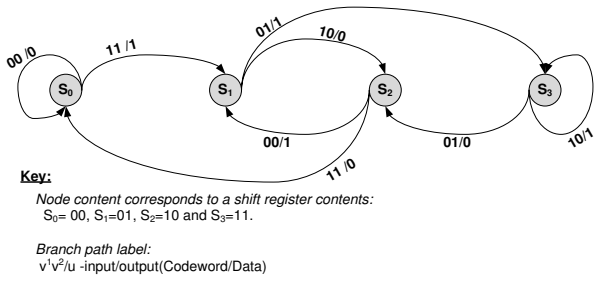 01/1
10/0
11 /1
00 /0
S0
S1
S2
S3
00/1
01/0
10/1
11 /0
Key:
Node content corresponds to a shift register contents:
S0= 00, S1=01, S2=10 and S3=11.
Branch path label:
v1v2/u -input/output(Codeword/Data)